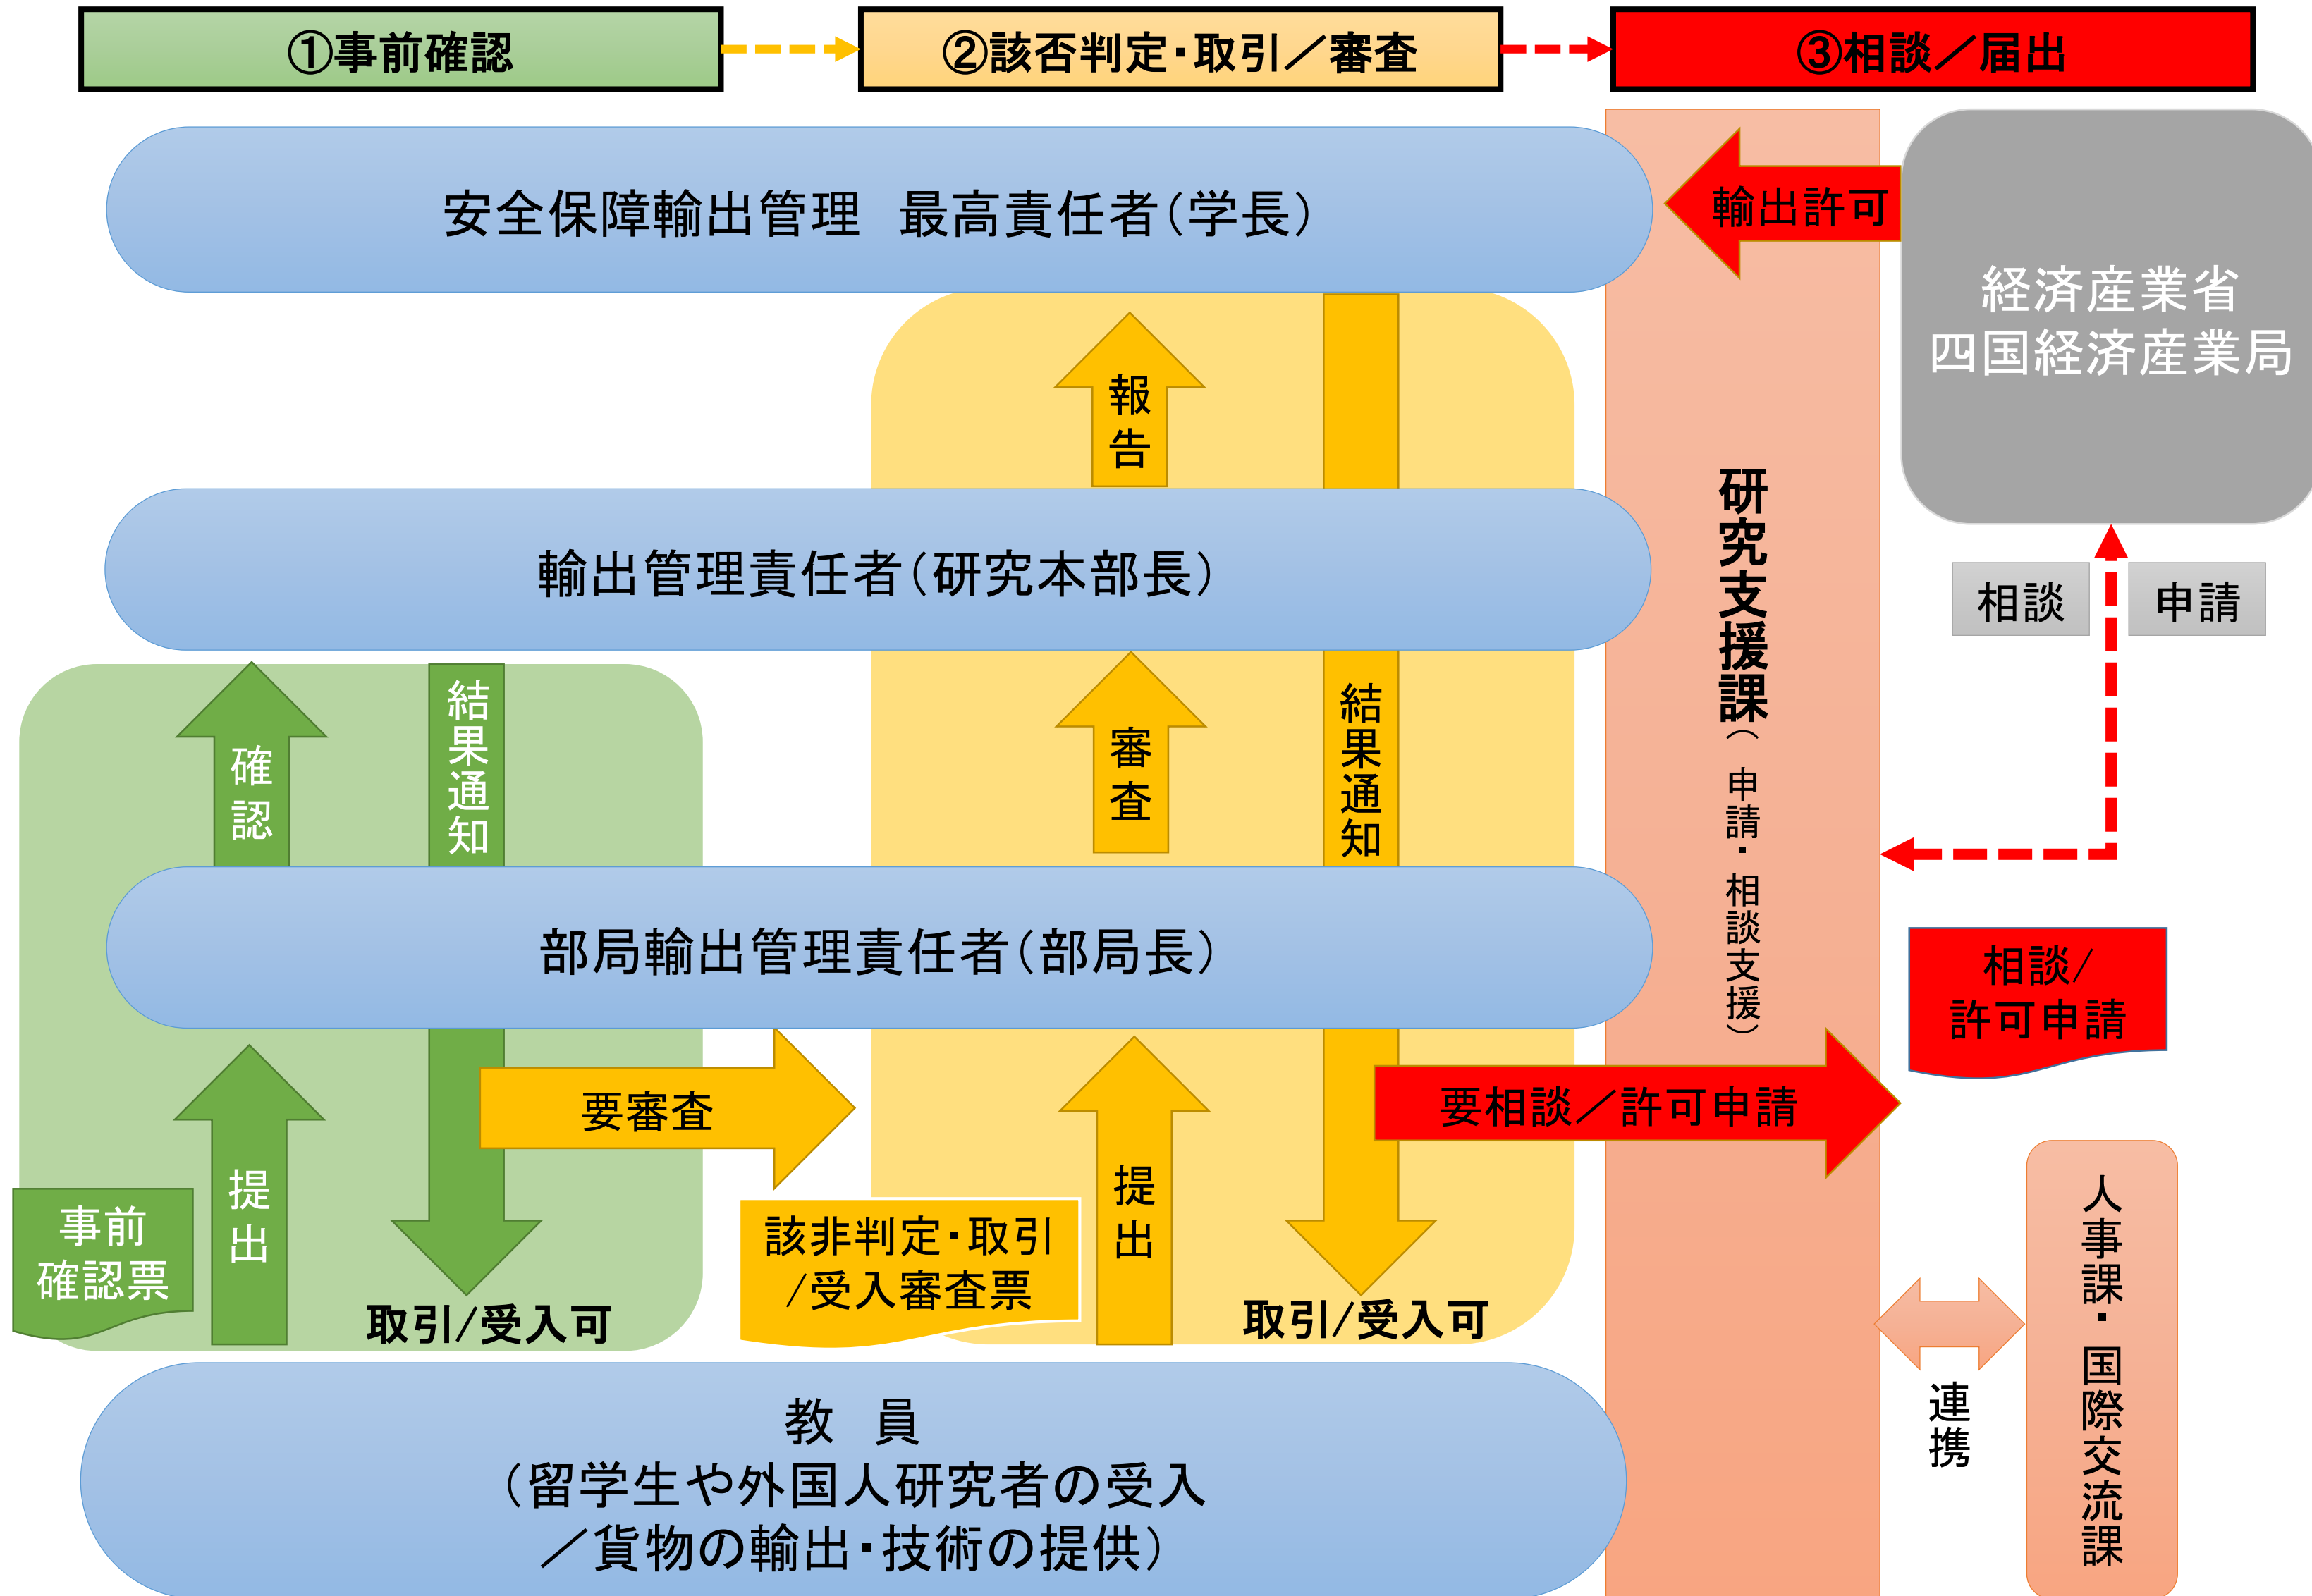 ①事前確認
②該否判定・取引／審査
③相談／届出
安全保障輸出管理　最高責任者（学長）
輸出許可
経済産業省
四国経済産業局
報告
輸出管理責任者（研究本部長）
研究支援課（申請・相談支援）
相談
申請
確認
結果通知
審査
結果通知
部局輸出管理責任者（部局長）
相談/
許可申請
要審査
要相談／許可申請
提出
事前
確認票
取引/受入可
該非判定・取引
/受入審査票
提出
取引/受入可
人事課・国際交流課
連携
教　員
（留学生や外国人研究者の受入
／貨物の輸出・技術の提供）